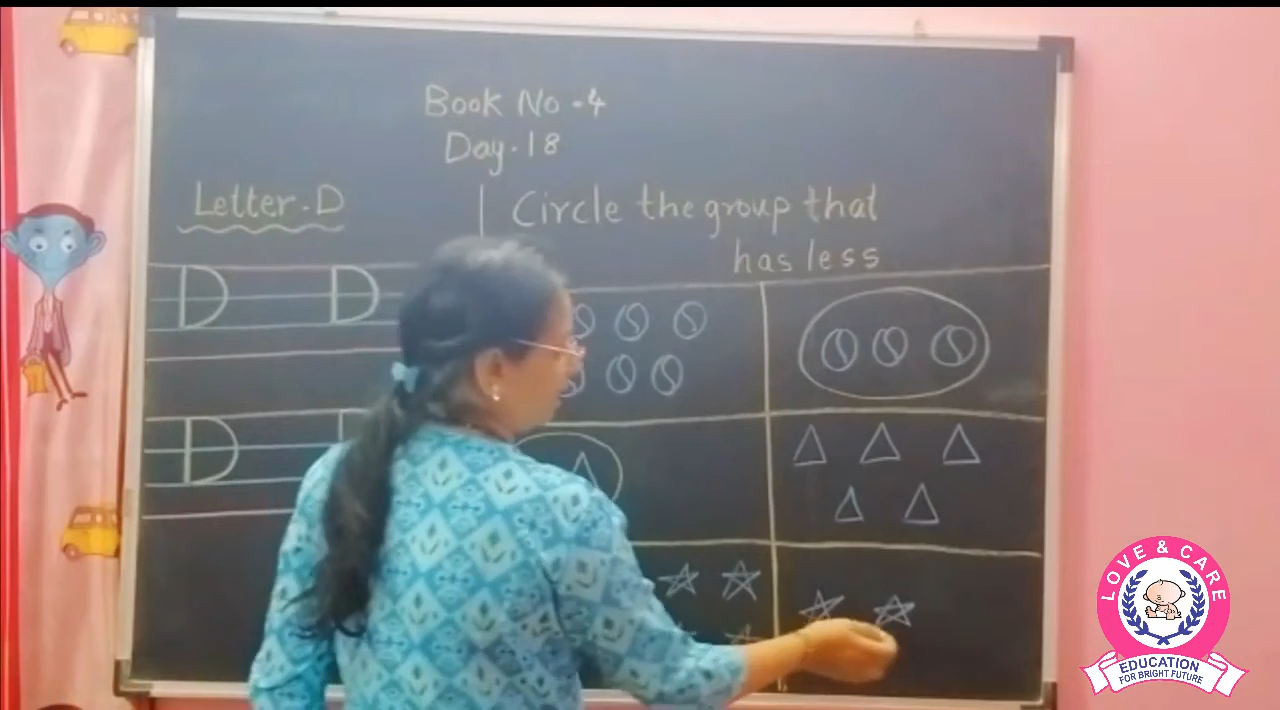 Book No - 4
Day. 18
Letter. D
Circle the group that
has less
D D
D
LOVE & CARE
EDUCATION
FOR BRIGHT FUTURE